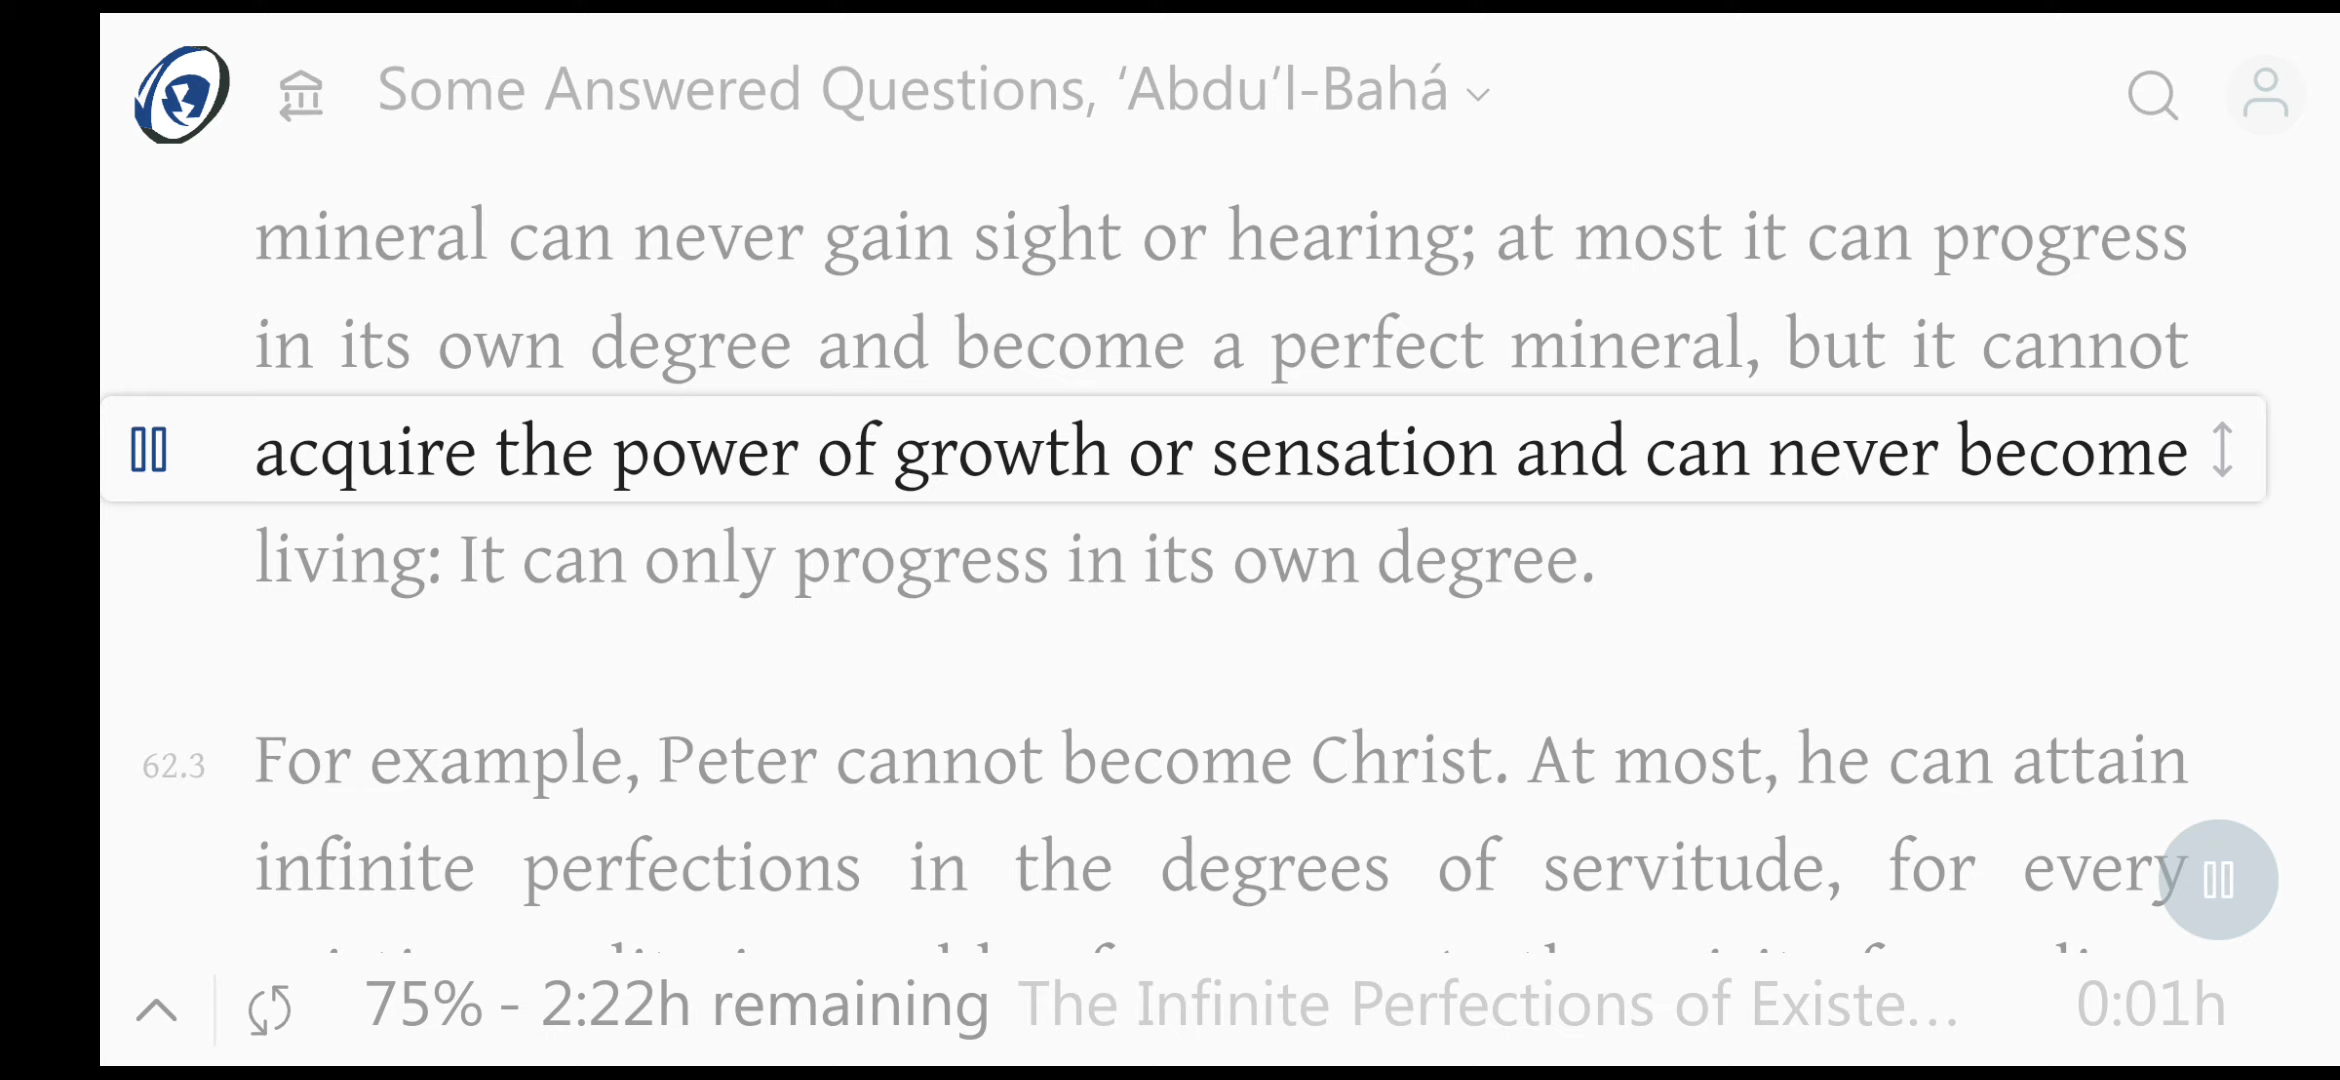 Some Answered Questions, ‘Abdu’l-Bahá
mineral can never gain sight or hearing; at most it can progress
in its own degree and become a perfect mineral, but it cannot
acquire the power of growth or sensation and can never become
living: It can only progress in its own degree.
62.3 For example, Peter cannot become Christ. At most, he can attain
infinite perfections in the degrees of servitude, for every
75% - 2:22h remaining The Infinite Perfections of Existe... 0:01h